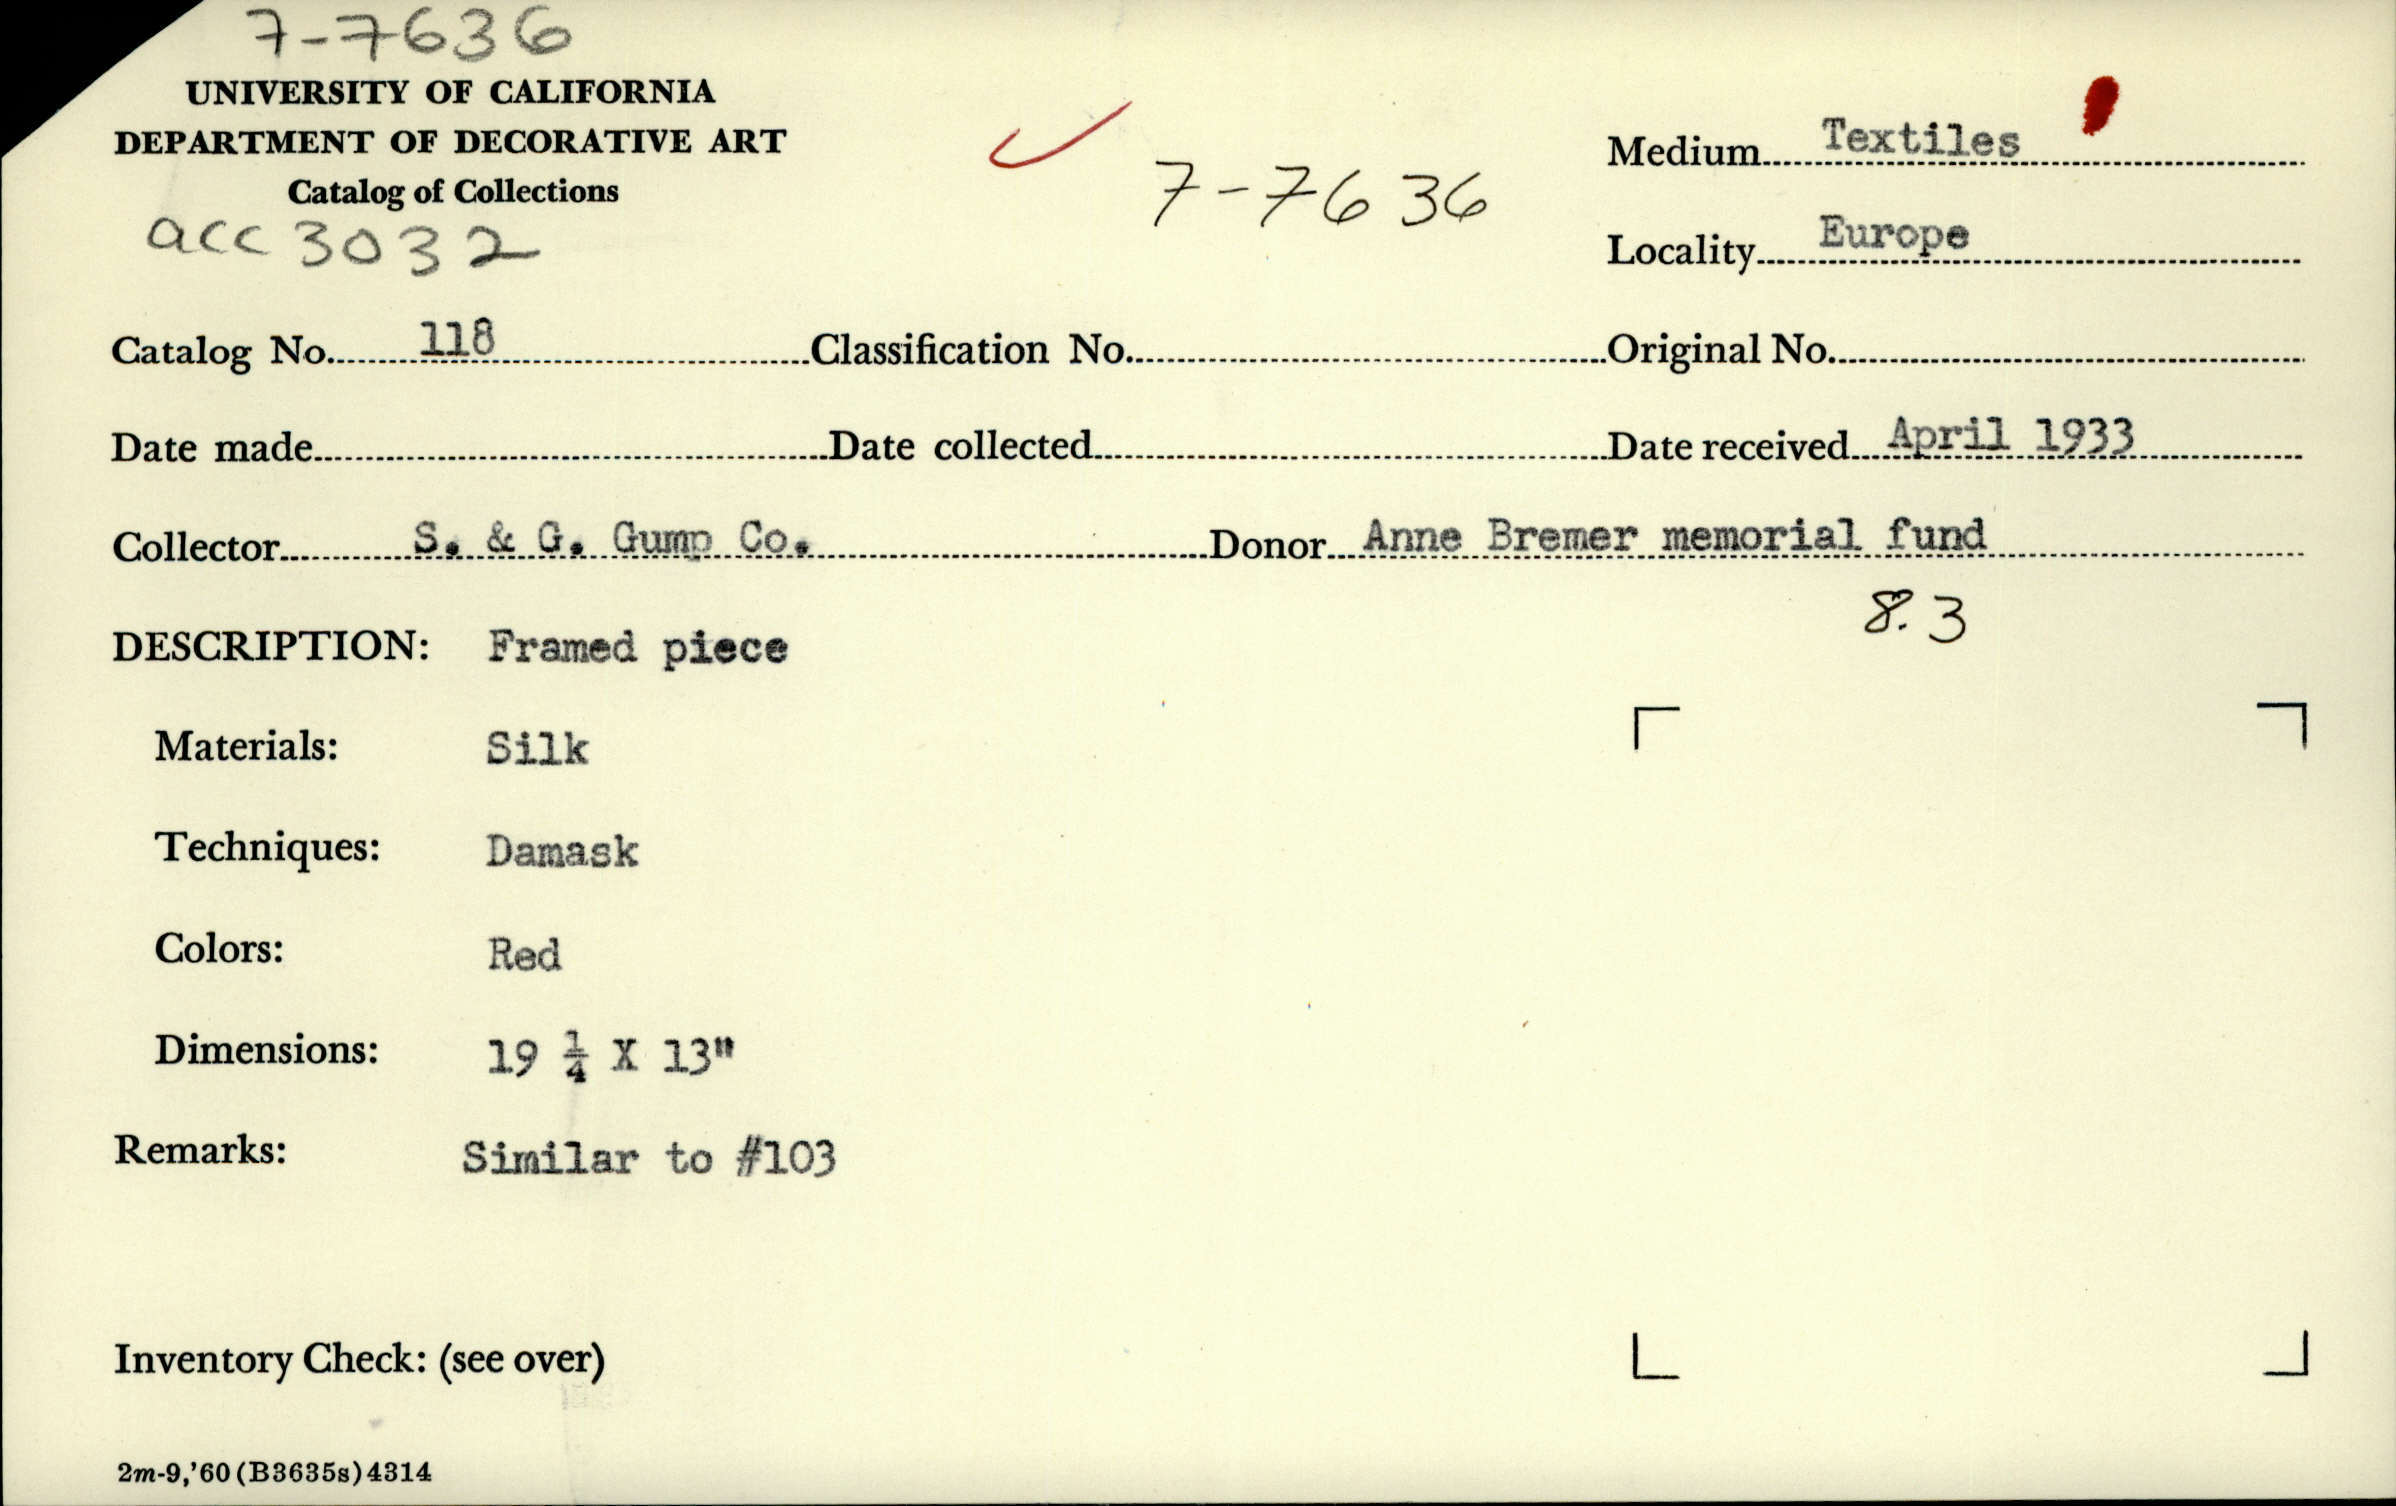 7-7636
UNIVERSITY OF CALIFORNIA
DEPARTMENT OF DECORATIVE ART
Catalog of Collections
acc 3032
7-7636
Medium Textiles
Locality Europe
Catalog No. 118 Classification No. Original No.
Date made Date collected Date received April 1933
Collector S. & G. Gump Co. Donor Anne Bremer memorial fund
8.3
DESCRIPTION: Framed piece
Materials: Silk
Techniques: Damask
Colors: Red
Dimensions: 19 ¼ X 13"
Remarks: Similar to #103
Inventory Check: (see over)
2m-9,'60(B3635s)4314